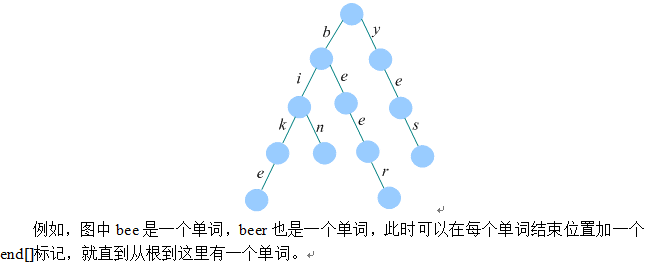 b y
i e e
k n e s
e r
例如，图中 bee 是一个单词，beer 也是一个单词，此时可以在每个单词结束位置加一个
end[]标记，就直到从根到这里有一个单词。